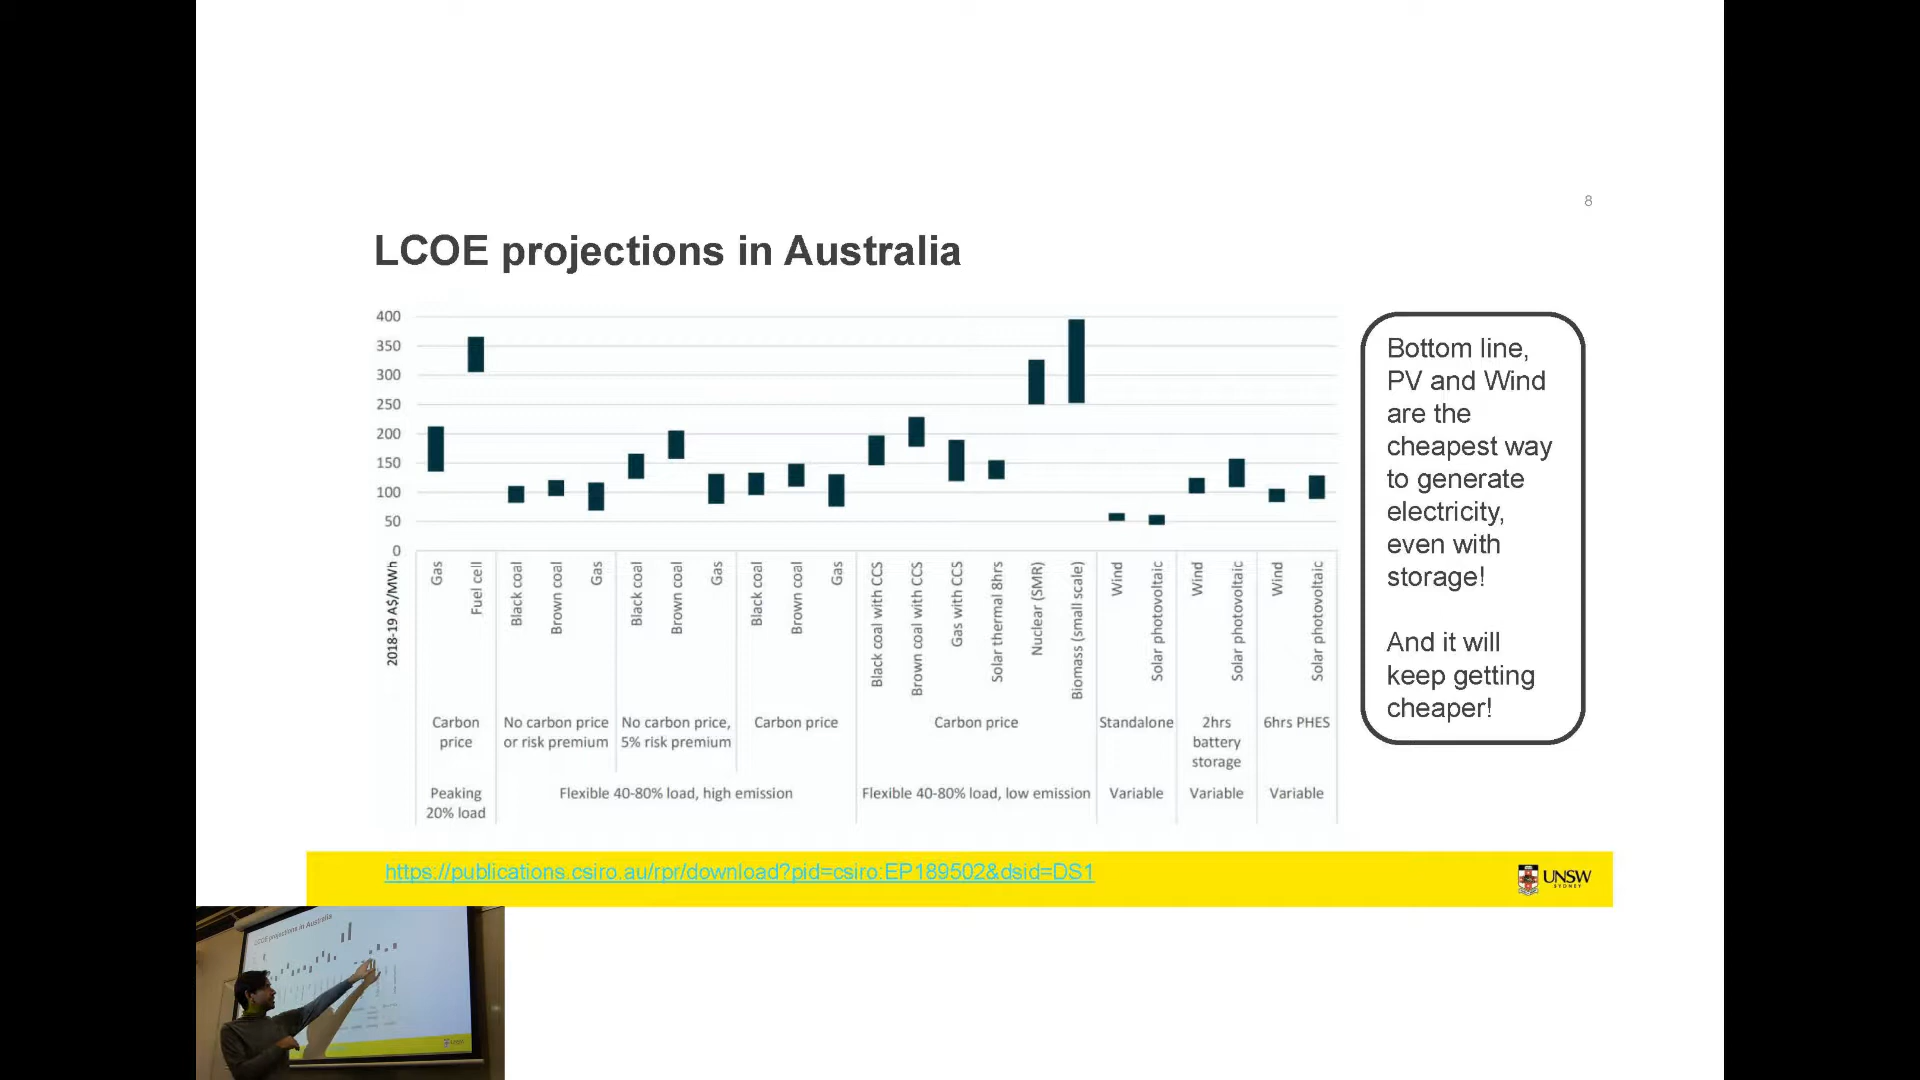 8
LCOE projections in Australia
400
350
300
250
200
150
100
50
0
2018-19 A$/MWh
Gas
Fuel cell
Black coal
Brown coal
Gas
Black coal
Brown coal
Gas
Black coal
Brown coal
Gas
Black coal with CCS
Brown coal with CCS
Gas with CCS
Solar thermal 8hrs
Nuclear (SMR)
Biomass (small scale)
Wind
Solar photovoltaic
Wind
Solar photovoltaic
Wind
Solar photovoltaic
Carbon
price
No carbon price
or risk premium
No carbon price,
5% risk premium
Carbon price
Carbon price
Standalone
2hrs
battery
storage
6hrs PHES
Peaking
20% load
Flexible 40-80% load, high emission
Flexible 40-80% load, low emission
Variable
Variable
Variable
Bottom line,
PV and Wind
are the
cheapest way
to generate
electricity,
even with
storage!
And it will
keep getting
cheaper!
https://publications.csiro.au/rpr/download?pid=csiro:EP189502&dsid=DS1
UNSW
SYDNEY
LCOE projections in Australia